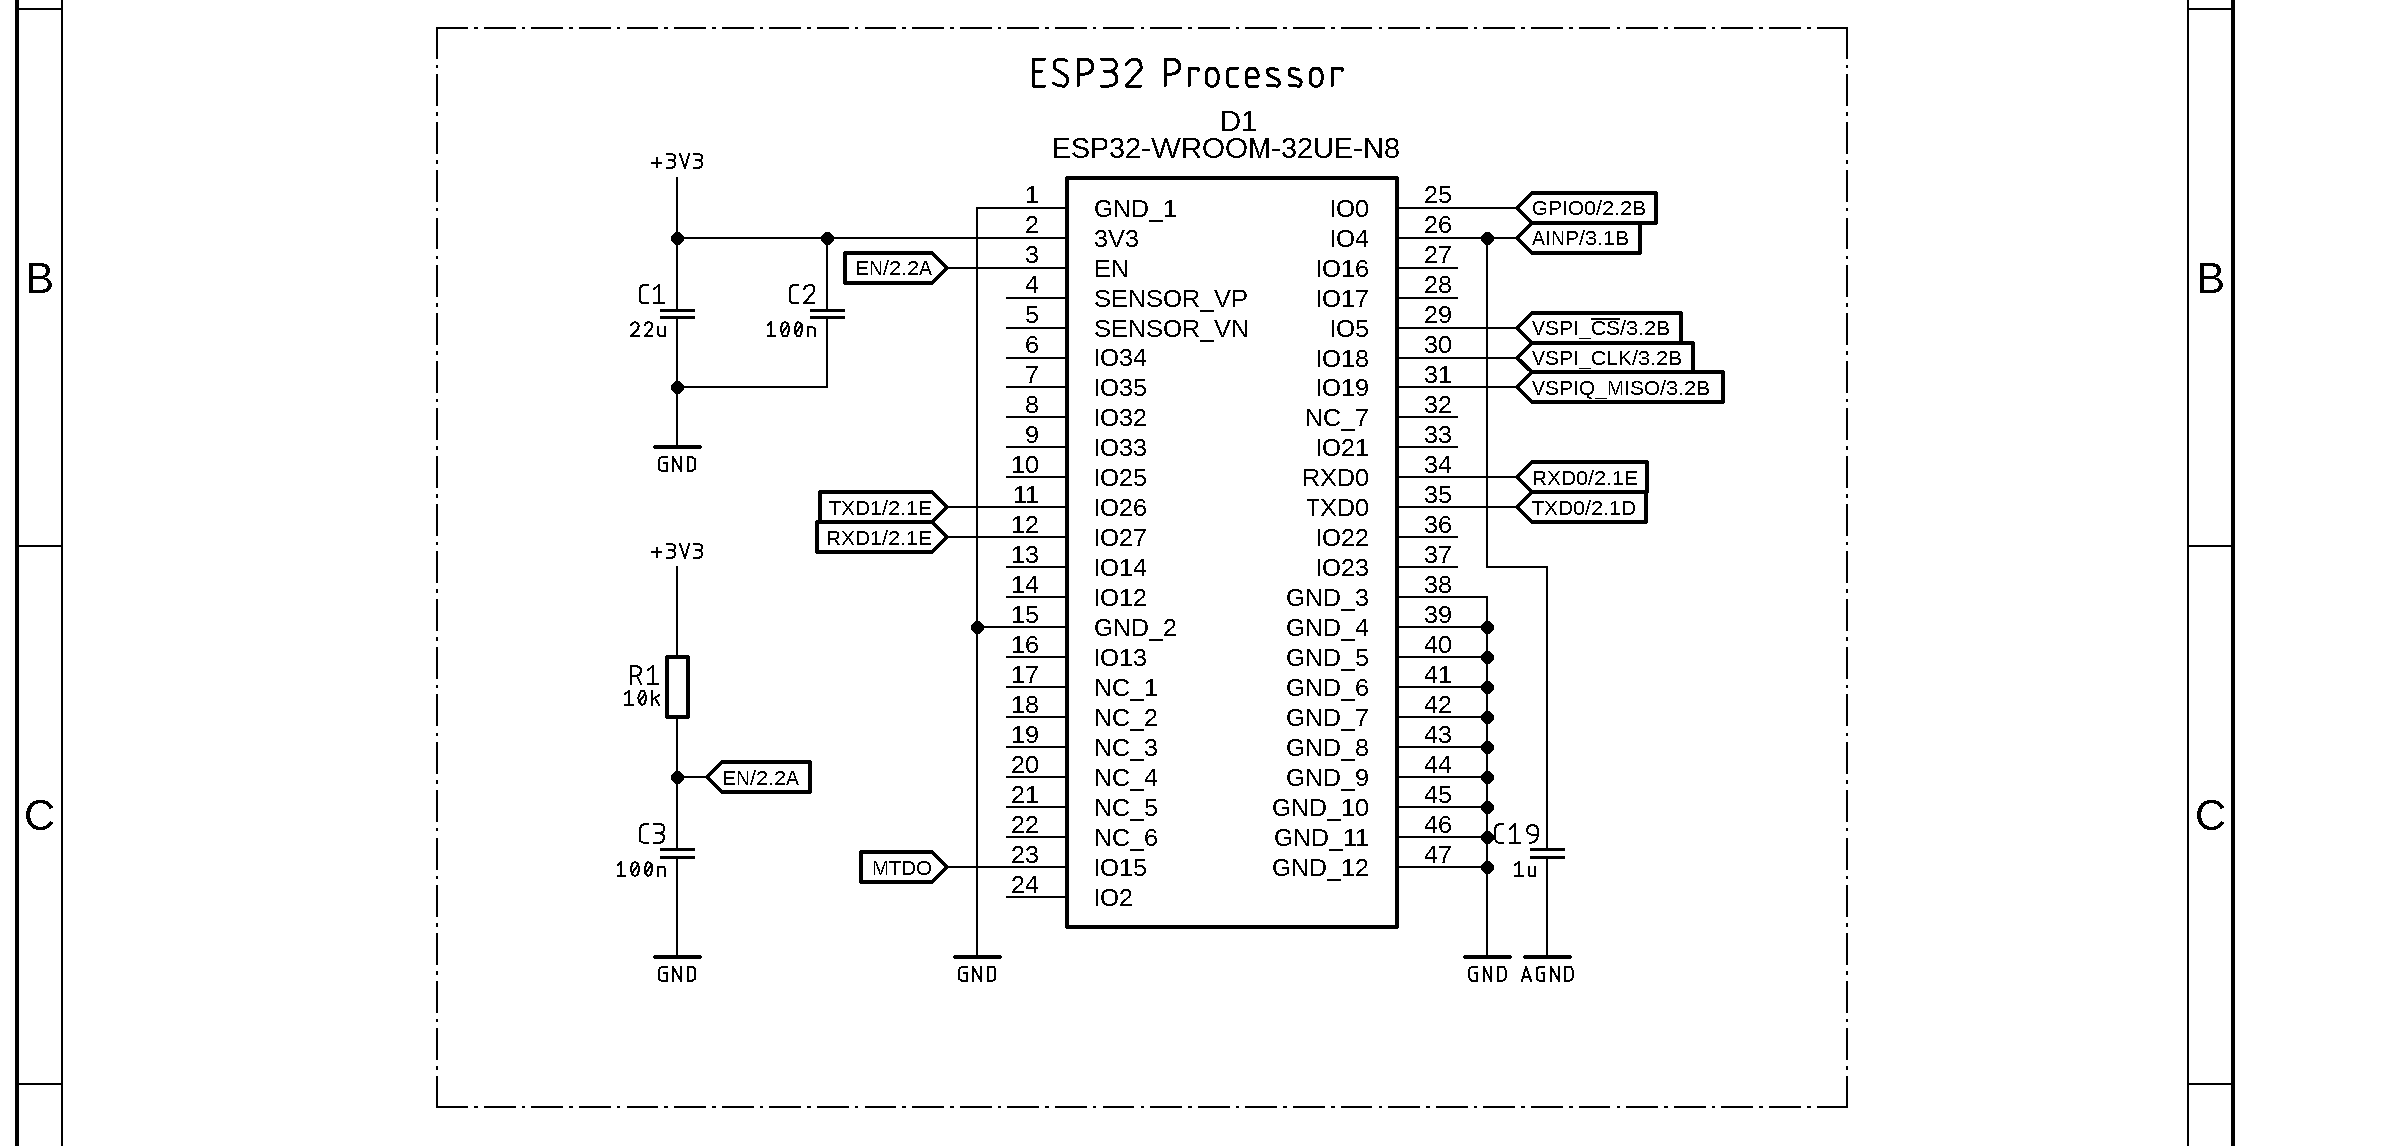 ESP32 Processor
D1
ESP32-WROOM-32UE-N8
B
B
C
C
+3V3
C1
22u
C2
100n
GND
+3V3
R1
10k
EN/2.2A
C3
100n
GND
EN/2.2A
TXD1/2.1E
RXD1/2.1E
MTDO
GND
1 GND_1
2 3V3
3 EN
4 SENSOR_VP
5 SENSOR_VN
6 IO34
7 IO35
8 IO32
9 IO33
10 IO25
11 IO26
12 IO27
13 IO14
14 IO12
15 GND_2
16 IO13
17 NC_1
18 NC_2
19 NC_3
20 NC_4
21 NC_5
22 NC_6
23 IO15
24 IO2
IO0 25
IO4 26
IO16 27
IO17 28
IO5 29
IO18 30
IO19 31
NC_7 32
IO21 33
RXD0 34
TXD0 35
IO22 36
IO23 37
GND_3 38
GND_4 39
GND_5 40
GND_6 41
GND_7 42
GND_8 43
GND_9 44
GND_10 45
GND_11 46
GND_12 47
GPIO0/2.2B
AINP/3.1B
VSPI_C̅S̅/3.2B
VSPI_CLK/3.2B
VSPIQ_MISO/3.2B
RXD0/2.1E
TXD0/2.1D
C19
1u
GND
AGND